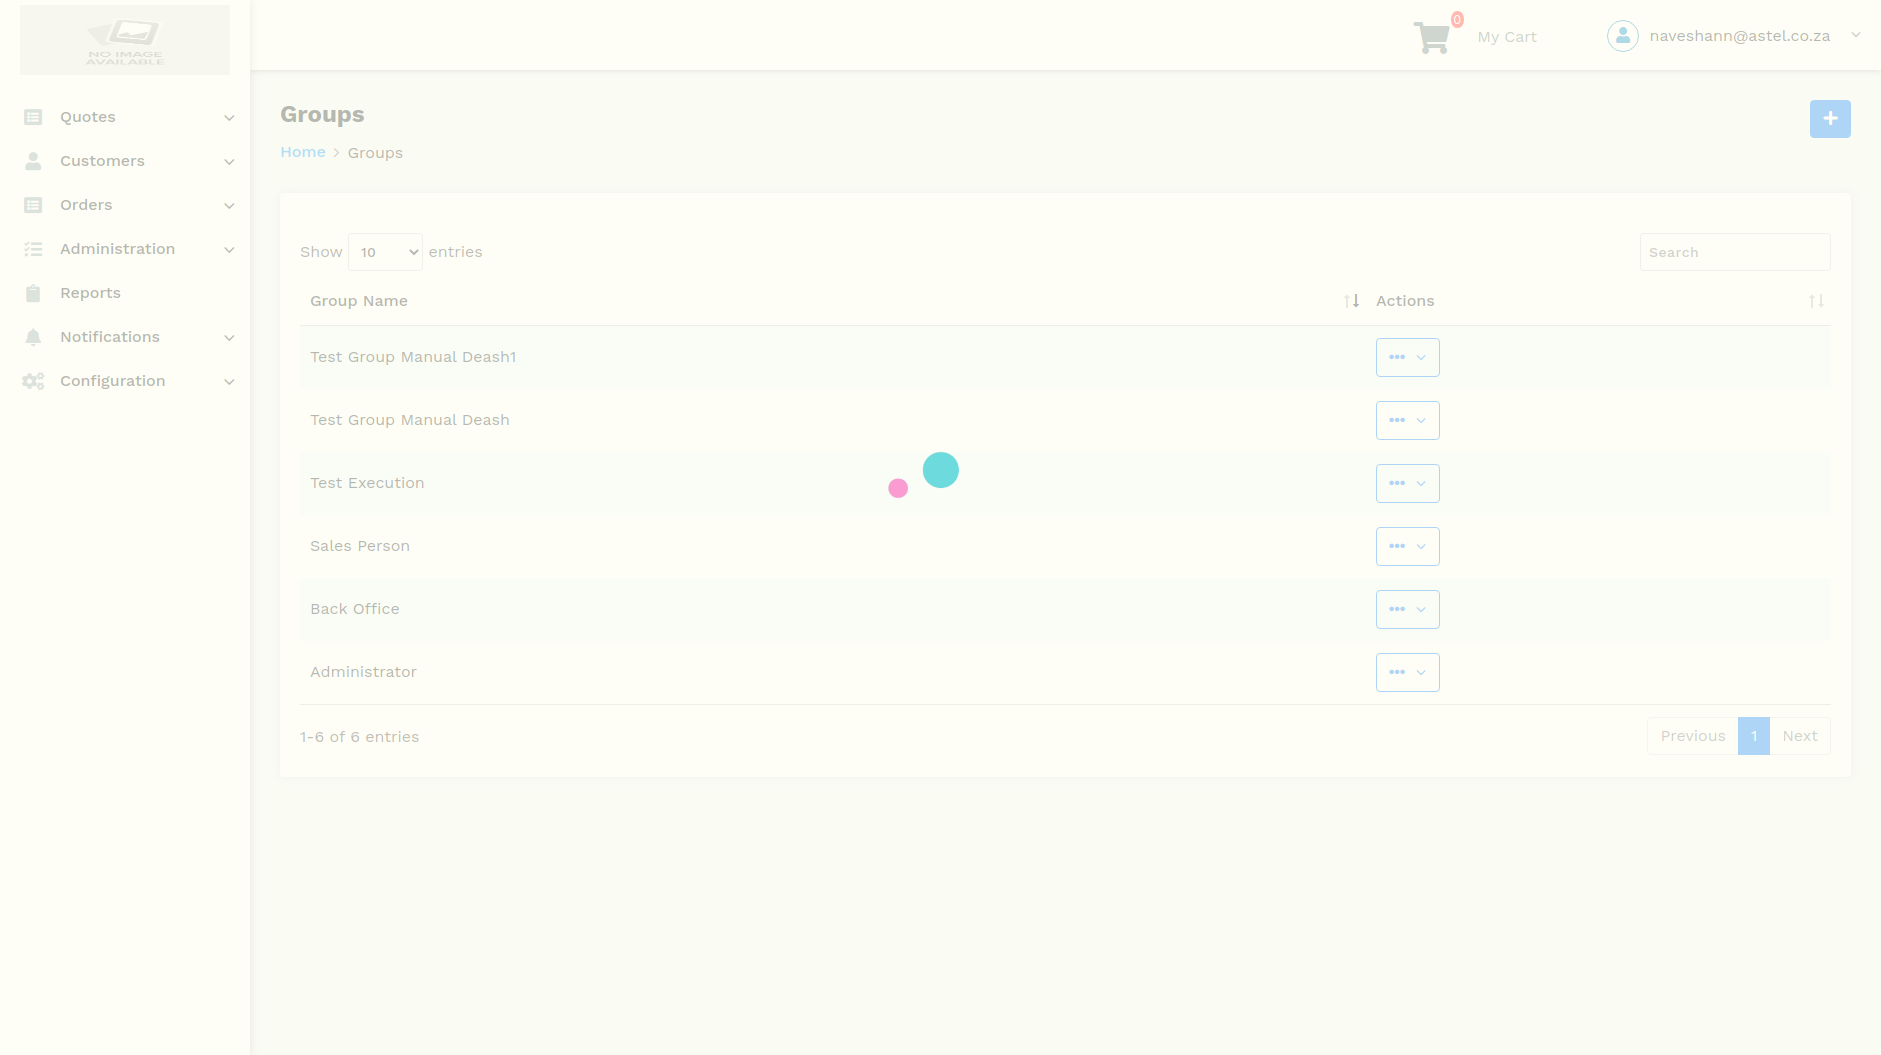 NO IMAGE
AVAILABLE
0
My Cart
naveshann@astel.co.za
Quotes
Customers
Orders
Administration
Reports
Notifications
Configuration
Groups
Home > Groups
Show 10 entries
Search
Group Name
Actions
Test Group Manual Deash1
Test Group Manual Deash
Test Execution
Sales Person
Back Office
Administrator
1-6 of 6 entries
Previous 1 Next